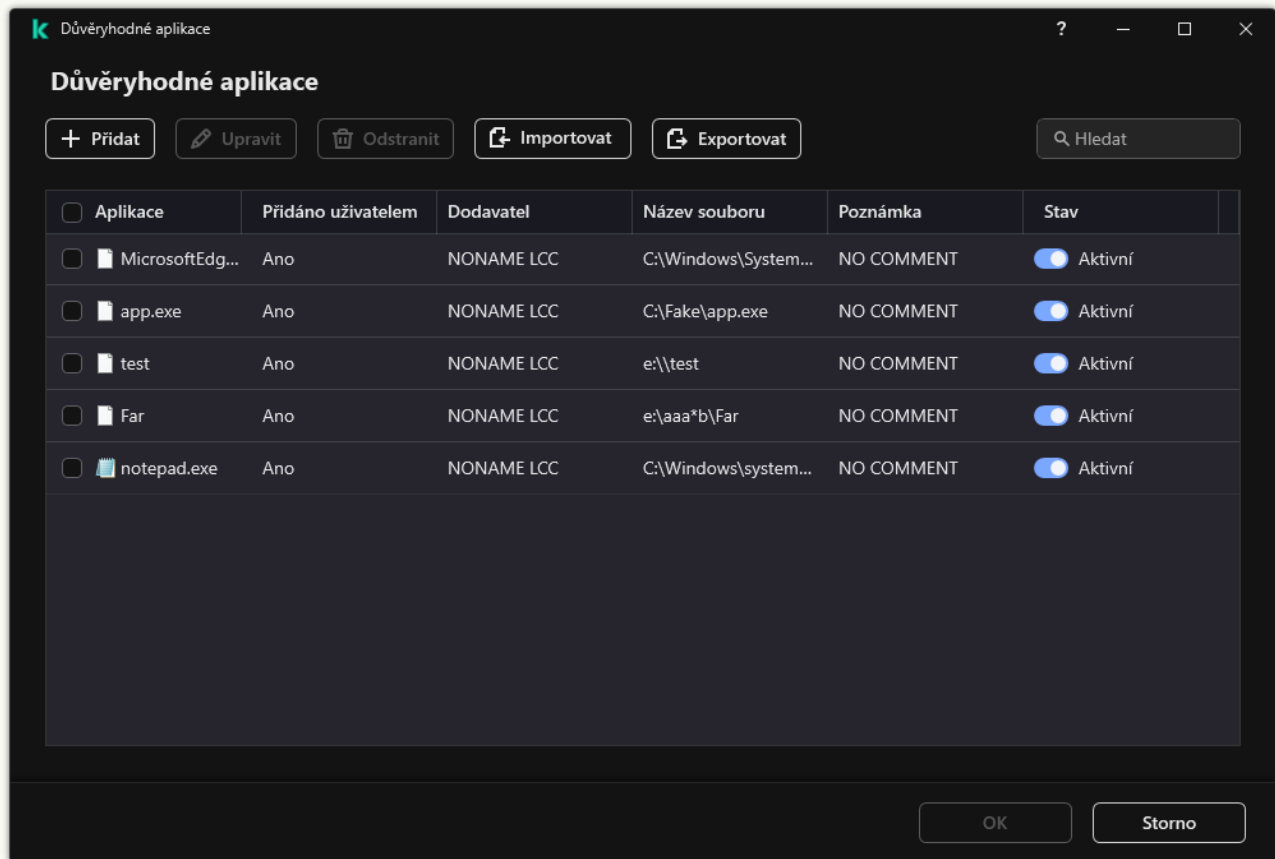 Důvěryhodné aplikace
?
Důvěryhodné aplikace
Přidat Upravit Odstranit Importovat Exportovat Hledat
Aplikace Přidáno uživatelem Dodavatel Název souboru Poznámka Stav
MicrosoftEdg... Ano NONAME LCC C:\Windows\System... NO COMMENT Aktivní
app.exe Ano NONAME LCC C:\Fake\app.exe NO COMMENT Aktivní
test Ano NONAME LCC e:\\test NO COMMENT Aktivní
Far Ano NONAME LCC e:\aaa*b\Far NO COMMENT Aktivní
notepad.exe Ano NONAME LCC C:\Windows\system... NO COMMENT Aktivní
OK Storno